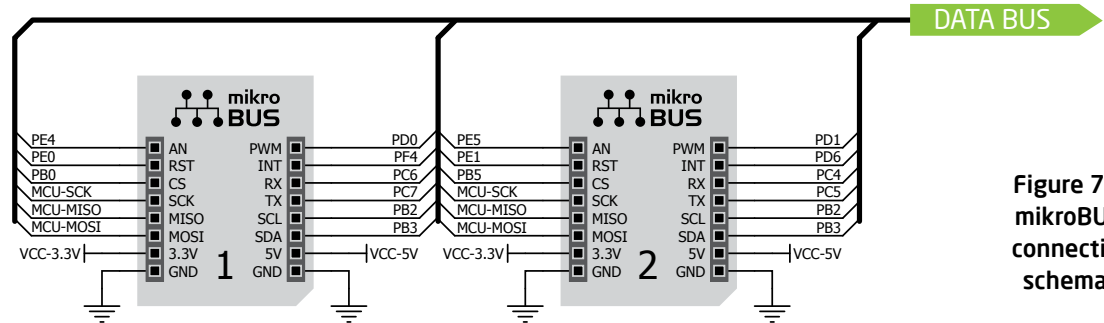 DATA BUS
mikro
BUS
PE4
PE0
PB0
MCU-SCK
MCU-MISO
MCU-MOSI
VCC-3.3V
AN
RST
CS
SCK
MISO
MOSI
3.3V
GND
1
PWM
INT
RX
TX
SCL
SDA
5V
GND
PD0
PF4
PC6
PC7
PB2
PB3
VCC-5V
mikro
BUS
PE5
PE1
PB5
MCU-SCK
MCU-MISO
MCU-MOSI
VCC-3.3V
AN
RST
CS
SCK
MISO
MOSI
3.3V
GND
2
PWM
INT
RX
TX
SCL
SDA
5V
GND
PD1
PD6
PC4
PC5
PB2
PB3
VCC-5V
Figure 7
mikroBU
connecti
schema